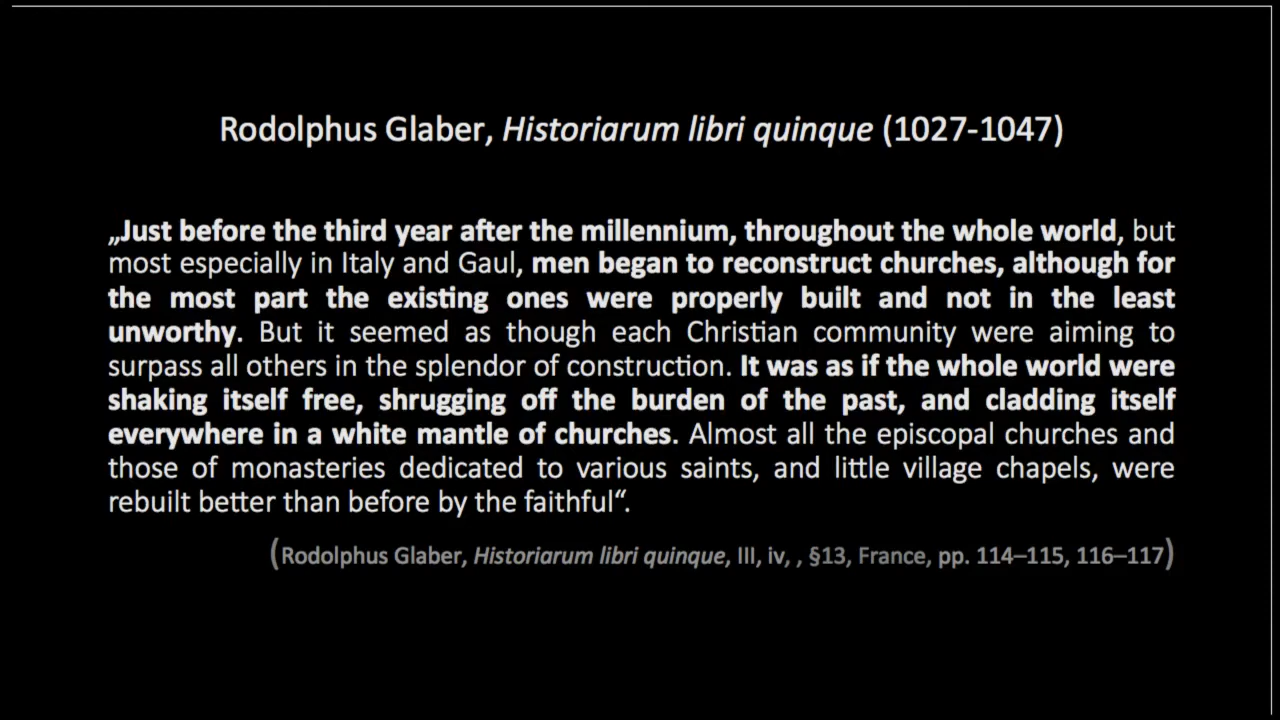 Rodolphus Glaber, Historiarum libri quinque (1027-1047)
„Just before the third year after the millennium, throughout the whole world, but
most especially in Italy and Gaul, men began to reconstruct churches, although for
the most part the existing ones were properly built and not in the least
unworthy. But it seemed as though each Christian community were aiming to
surpass all others in the splendor of construction. It was as if the whole world were
shaking itself free, shrugging off the burden of the past, and cladding itself
everywhere in a white mantle of churches. Almost all the episcopal churches and
those of monasteries dedicated to various saints, and little village chapels, were
rebuilt better than before by the faithful“.
(Rodolphus Glaber, Historiarum libri quinque, III, iv, , §13, France, pp. 114–115, 116–117)